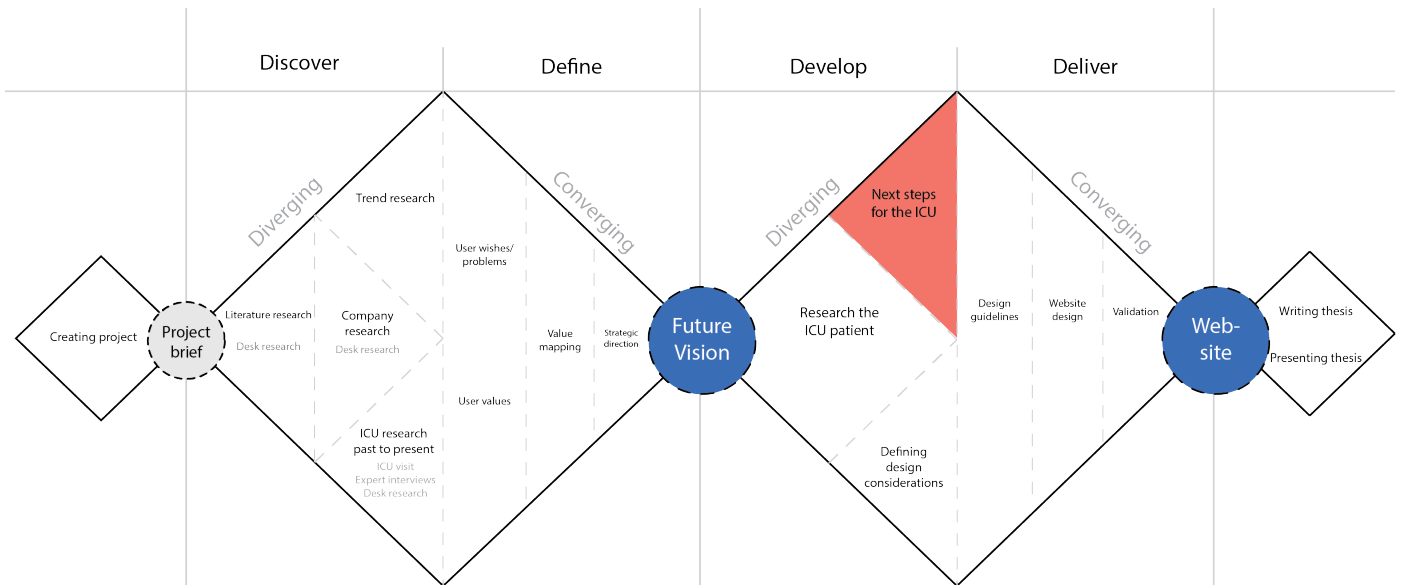 Discover
Define
Develop
Deliver
Diverging
Converging
Diverging
Converging
Creating project
Project
brief
Literature research
Desk research
Trend research
Company
research
Desk research
ICU research
past to present
ICU visit
Expert interviews
Desk research
User wishes/
problems
User values
Value
mapping
Strategic
direction
Future
Vision
Next steps
for the ICU
Research the
ICU patient
Defining
design
considerations
Design
guidelines
Website
design
Validation
Web-
site
Writing thesis
Presenting thesis